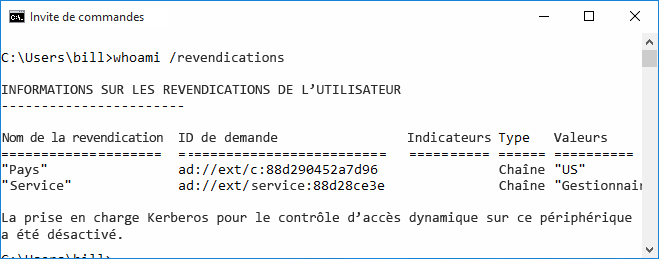 Invite de commandes
C:\Users\bill>whoami /revendications
INFORMATIONS SUR LES REVENDICATIONS DE L’UTILISATEUR
-----------------------
Nom de la revendication ID de demande Indicateurs Type Valeurs
==================== ========================== ========== ====== ==========
"Pays" ad://ext/c:88d290452a7d96 Chaîne "US"
"Service" ad://ext/service:88d28ce3e Chaîne "Gestionnair
La prise en charge Kerberos pour le contrôle d’accès dynamique sur ce périphérique
a été désactivé.
C:\Users\bill>